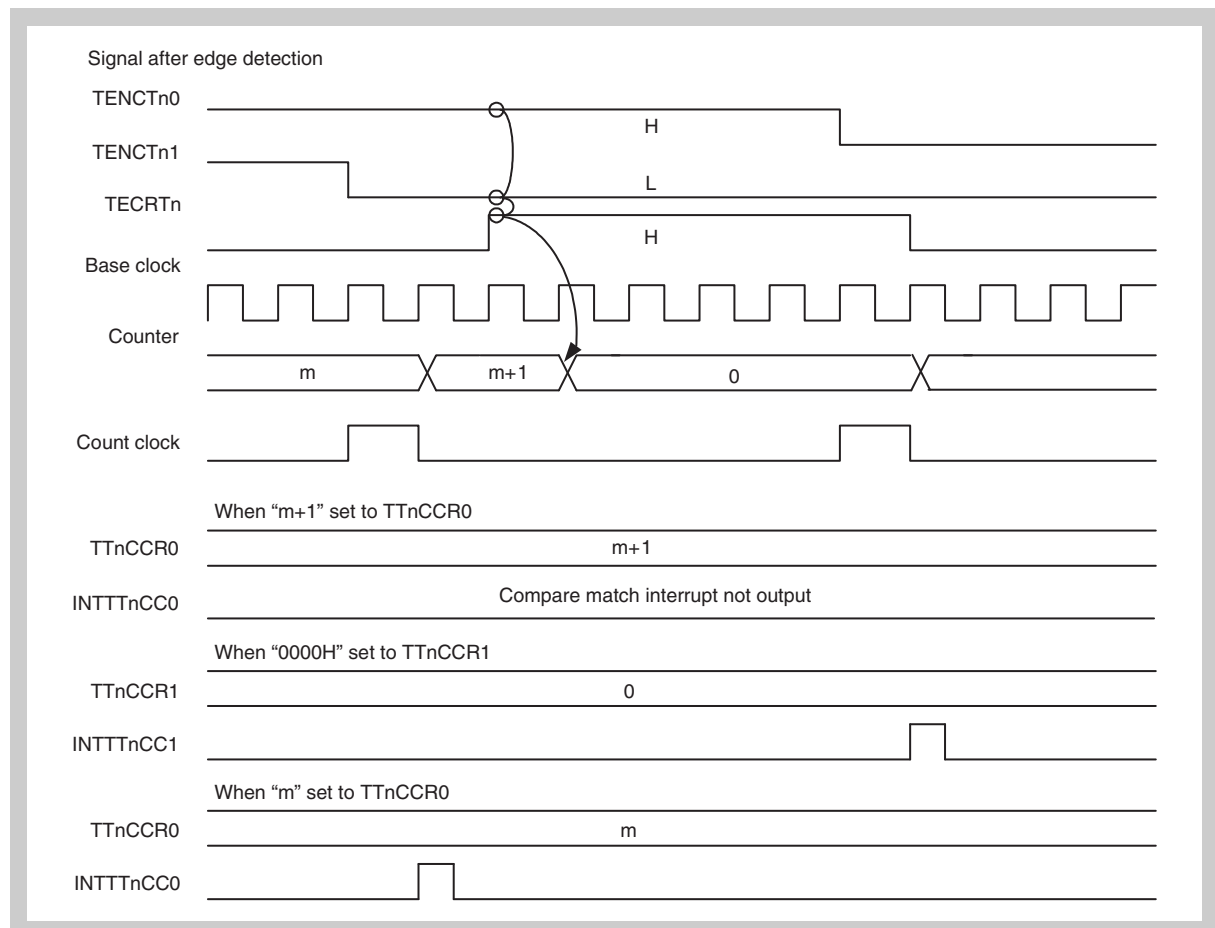 Signal after edge detection
TENCTn0
H
TENCTn1
L
TECRTn
H
Base clock
Counter
m
m+1
0
Count clock
When “m+1” set to TTnCCR0
TTnCCR0
m+1
INTTTnCC0
Compare match interrupt not output
When “0000H” set to TTnCCR1
TTnCCR1
0
INTTTnCC1
When “m” set to TTnCCR0
TTnCCR0
m
INTTTnCC0